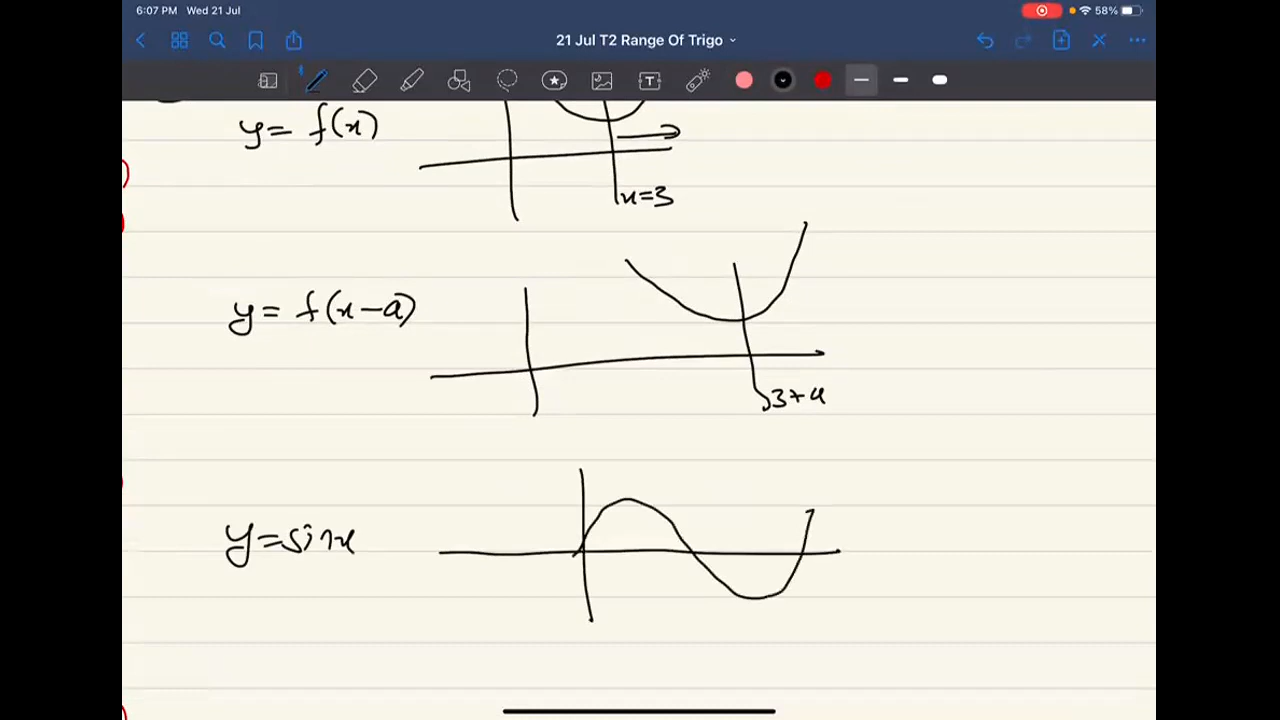 6:07 PM Wed 21 Jul
58%
21 Jul T2 Range Of Trigo
y = f(x)
x=3
y = f(x-a)
3+a
y=sinx